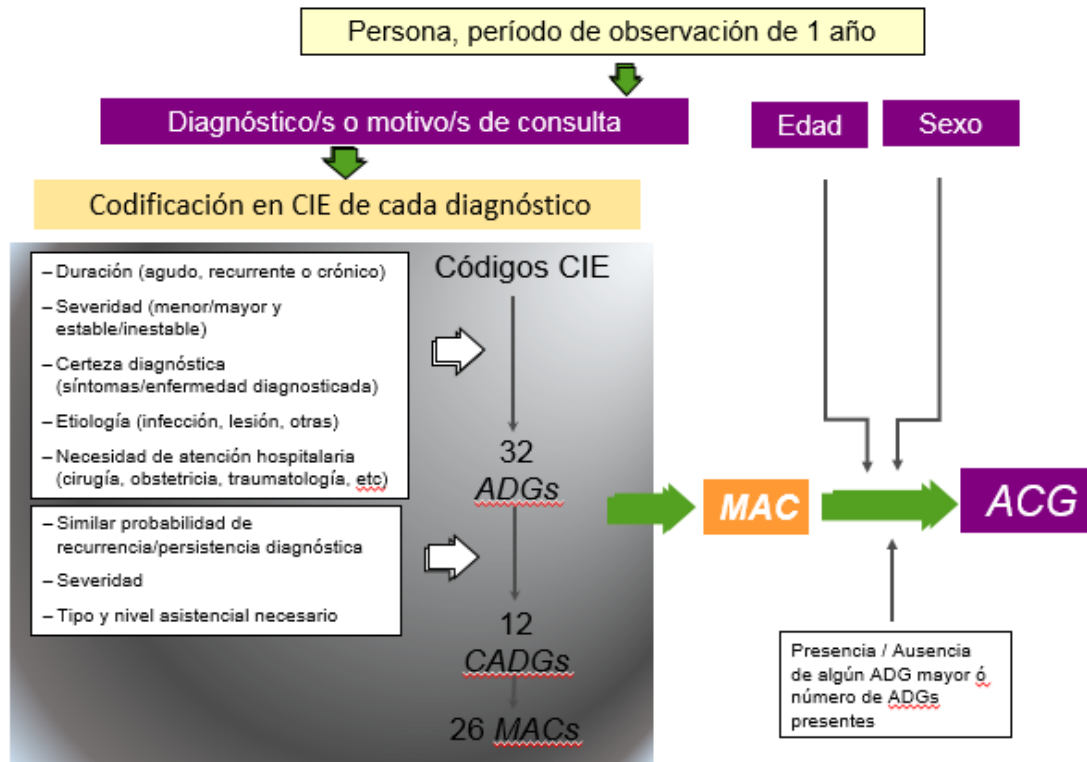 Persona, período de observación de 1 año
Diagnóstico/s o motivo/s de consulta
Edad
Sexo
Codificación en CIE de cada diagnóstico
– Duración (agudo, recurrente o crónico)
– Severidad (menor/mayor y
estable/inestable)
– Certeza diagnóstica
(síntomas/enfermedad diagnosticada)
– Etiología (infección, lesión, otras)
– Necesidad de atención hospitalaria
(cirugía, obstetricia, traumatología, etc)
Códigos CIE
32
ADGs
MAC
ACG
– Similar probabilidad de
recurrencia/persistencia diagnóstica
– Severidad
– Tipo y nivel asistencial necesario
12
CADGs
26 MACs
Presencia / Ausencia
de algún ADG mayor ó
número de ADGs
presentes